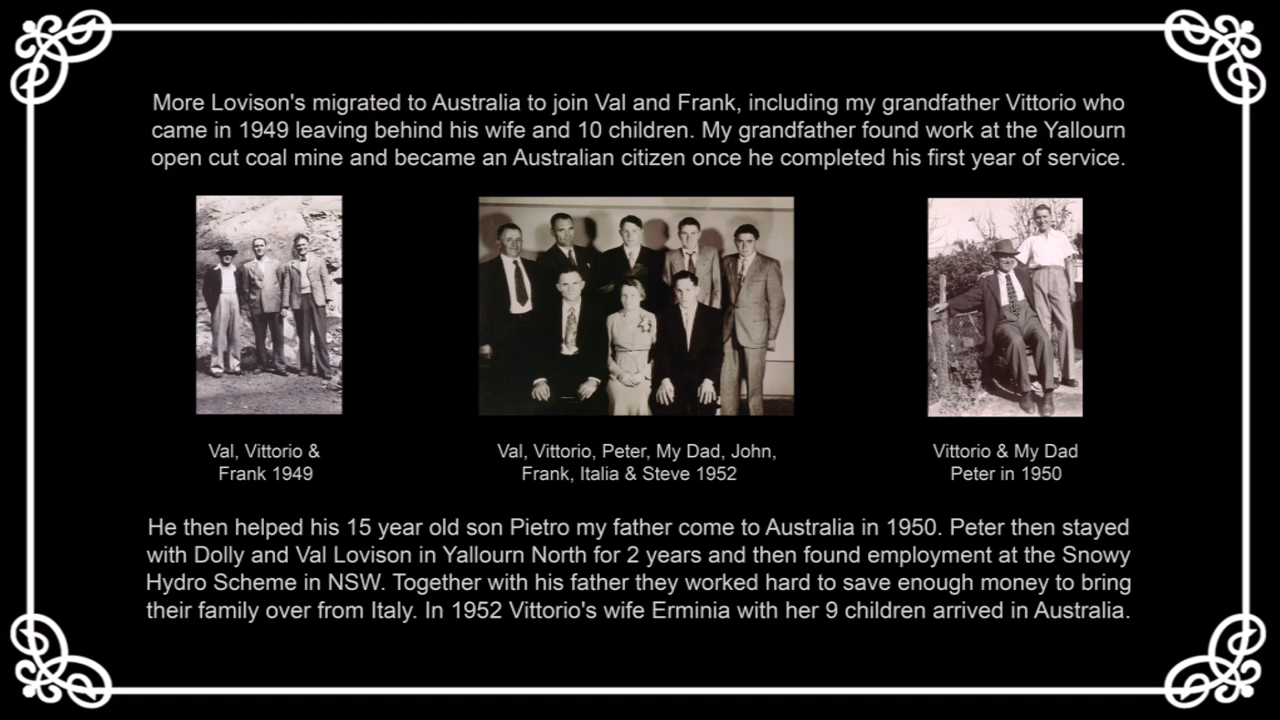 More Lovison's migrated to Australia to join Val and Frank, including my grandfather Vittorio who
came in 1949 leaving behind his wife and 10 children. My grandfather found work at the Yallourn
open cut coal mine and became an Australian citizen once he completed his first year of service.
Val, Vittorio &
Frank 1949
Val, Vittorio, Peter, My Dad, John,
Frank, Italia & Steve 1952
Vittorio & My Dad
Peter in 1950
He then helped his 15 year old son Pietro my father come to Australia in 1950. Peter then stayed
with Dolly and Val Lovison in Yallourn North for 2 years and then found employment at the Snowy
Hydro Scheme in NSW. Together with his father they worked hard to save enough money to bring
their family over from Italy. In 1952 Vittorio's wife Erminia with her 9 children arrived in Australia.